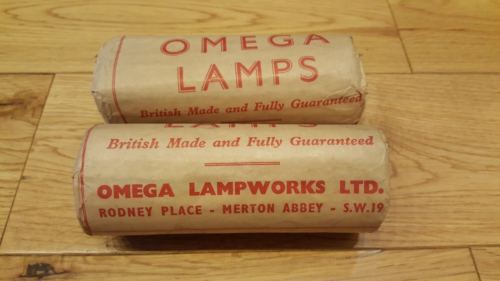 OMEGA
LAMPS
British Made and Fully Guaranteed
LAMPS
British Made and Fully Guaranteed
OMEGA LAMPWORKS LTD.
RODNEY PLACE - MERTON ABBEY - S.W.19